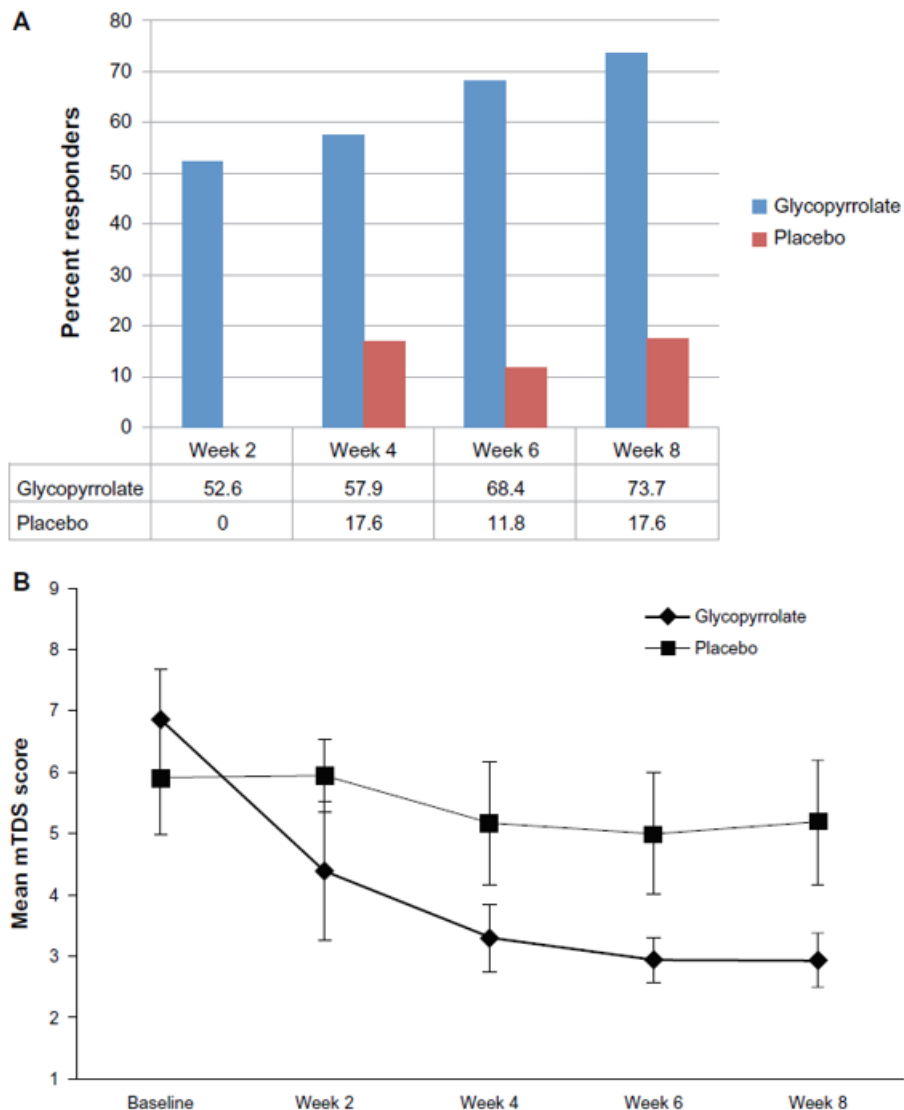 A
80
70
60
50
40
30
20
10
0
Percent responders
Glycopyrrolate
Placebo
Week 2 Week 4 Week 6 Week 8
Glycopyrrolate 52.6 57.9 68.4 73.7
Placebo 0 17.6 11.8 17.6
B
9
8
7
6
5
4
3
2
1
Mean mTDS score
Glycopyrrolate
Placebo
Baseline Week 2 Week 4 Week 6 Week 8